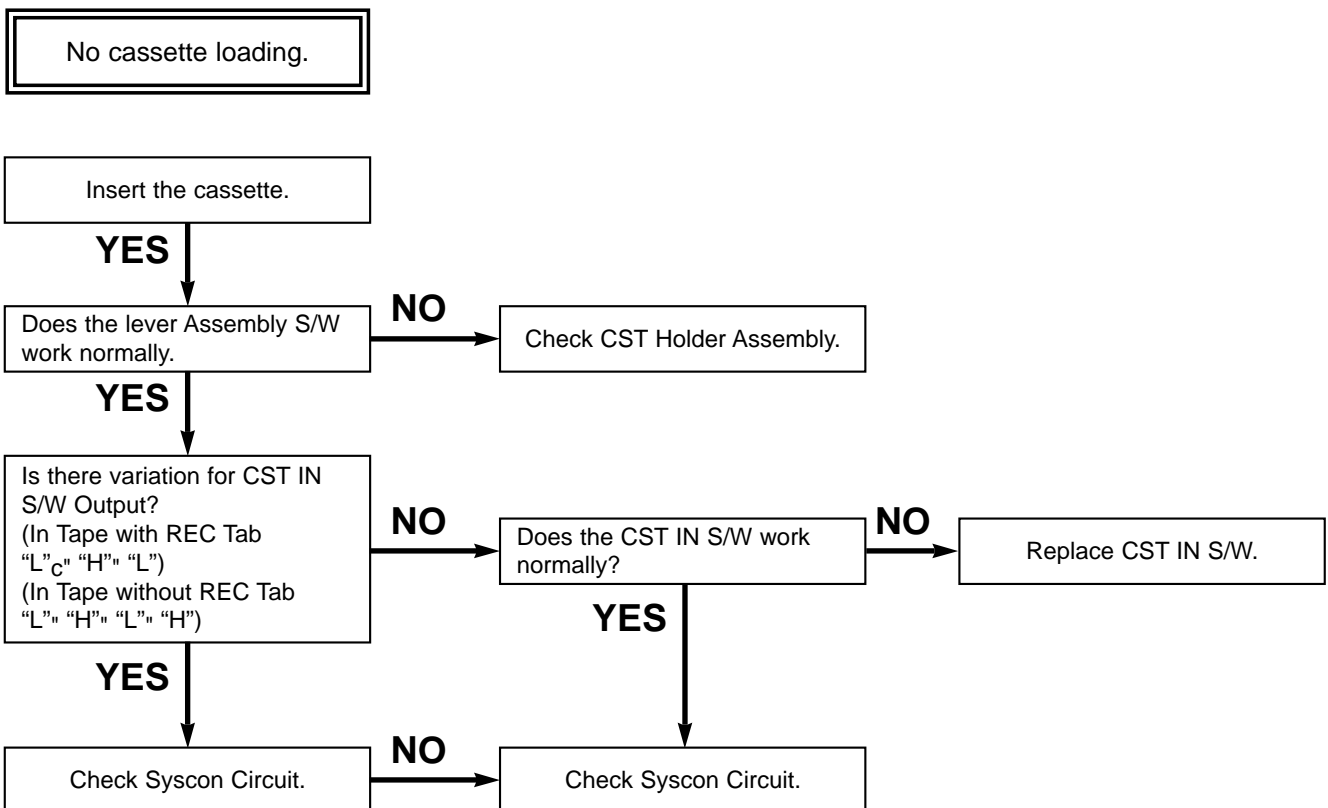 No cassette loading.
Insert the cassette.
YES
NO
Does the lever Assembly S/W
work normally.
Check CST Holder Assembly.
YES
Is there variation for CST IN
S/W Output?
(In Tape with REC Tab
“L”c" “H”" “L”)
(In Tape without REC Tab
“L”" “H”" “L”" “H”)
NO
Does the CST IN S/W work
normally?
NO
Replace CST IN S/W.
YES
YES
Check Syscon Circuit.
NO
Check Syscon Circuit.